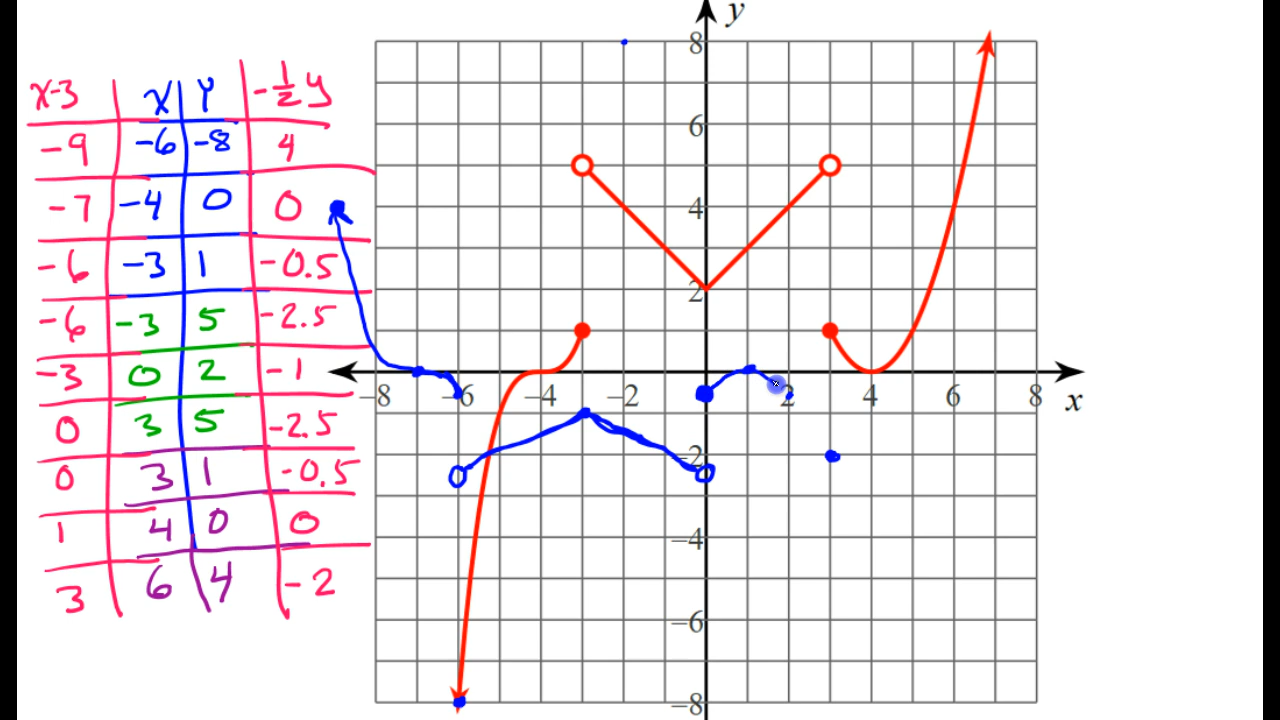 x-3 x y -1/2 y
-9 -6 -8 4
-7 -4 0 0
-6 -3 1 -0.5
-6 -3 5 -2.5
-3 0 2 -1
0 3 5 -2.5
0 3 1 -0.5
1 4 0 0
3 6 4 -2
y
8
6
4
2
-8 -6 -4 -2 2 4 6 8 x
-2
-4
-6
-8